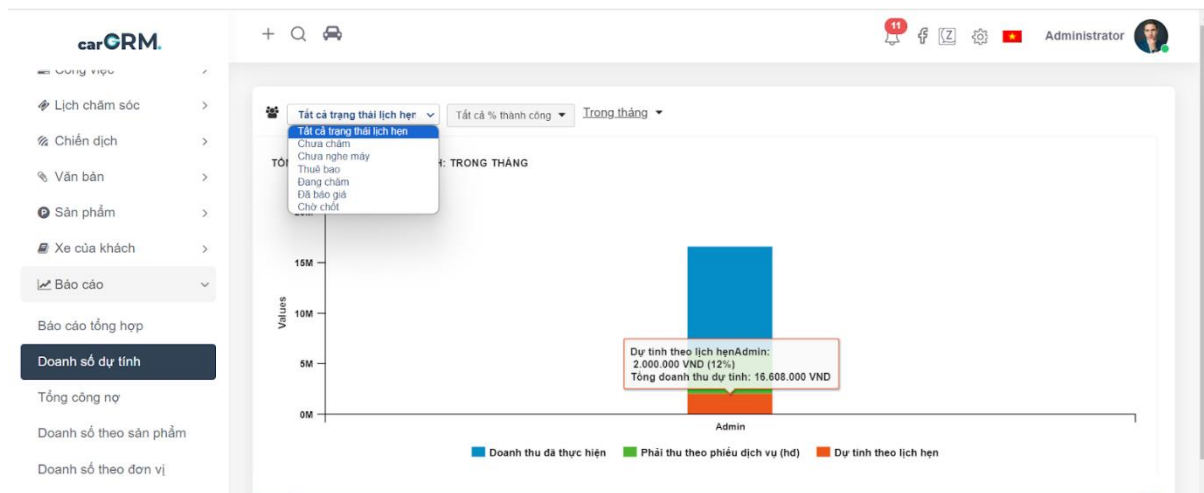 carGRM.
11
Administrator
Công việc
Lịch chăm sóc
Chiến dịch
Văn bản
Sản phẩm
Xe của khách
Báo cáo
Báo cáo tổng hợp
Doanh số dự tính
Tổng công nợ
Doanh số theo sản phẩm
Doanh số theo đơn vị
Tất cả trạng thái lịch hẹn
Tất cả % thành công
Trong tháng
Tất cả trạng thái lịch hẹn
Chưa chăm
Chưa nghe máy
Thuê bao
Đang chăm
Đã báo giá
Chờ chốt
: TRONG THÁNG
15M
10M
5M
0M
Values
Dự tính theo lịch hẹnAdmin:
2.000.000 VND (12%)
Tổng doanh thu dự tính: 16.608.000 VND
Admin
Doanh thu đã thực hiện
Phải thu theo phiếu dịch vụ (hđ)
Dự tính theo lịch hẹn